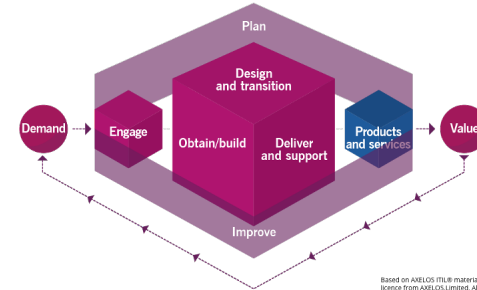 Plan
Design
and transition
Demand
Engage
Obtain/build
Deliver
and support
Products
and services
Value
Improve
Based on AXELOS ITIL® materia
licence from AXELOS Limited. Al